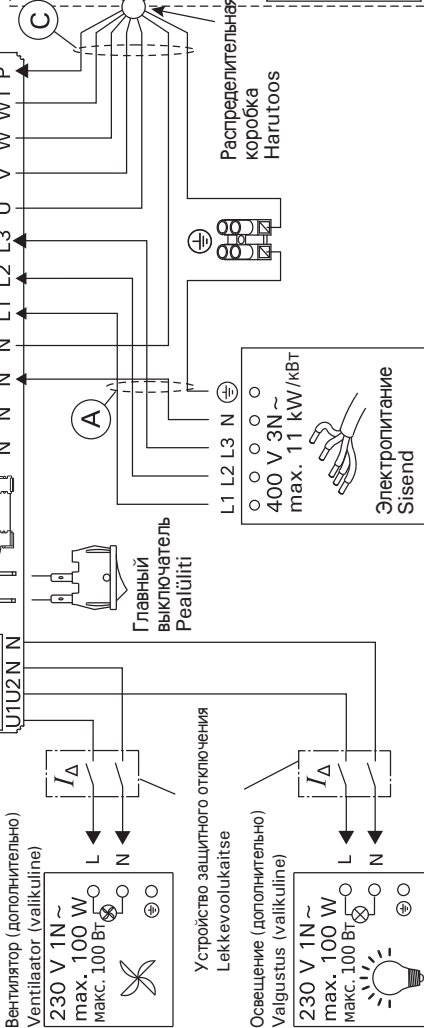 U1 U2 N N
N N N N L1 L2 L3 U V W W1 P
Вентилятор (дополнительно)
Ventilaator (valikuline)
230 V 1N ~
max. 100 W
макс. 100 Вт
L
N
I∆
Устройство защитного отключения
Lekkevoolukaitse
Освещение (дополнительно)
Valgustus (valikuline)
230 V 1N ~
max. 100 W
макс. 100 Вт
L
N
I∆
Главный
выключатель
Pealüliti
A
L1 L2 L3 N
400 V 3N ~
max. 11 kW/кВт
Электропитание
Sisend
C
Распределительная
коробка
Harutoos